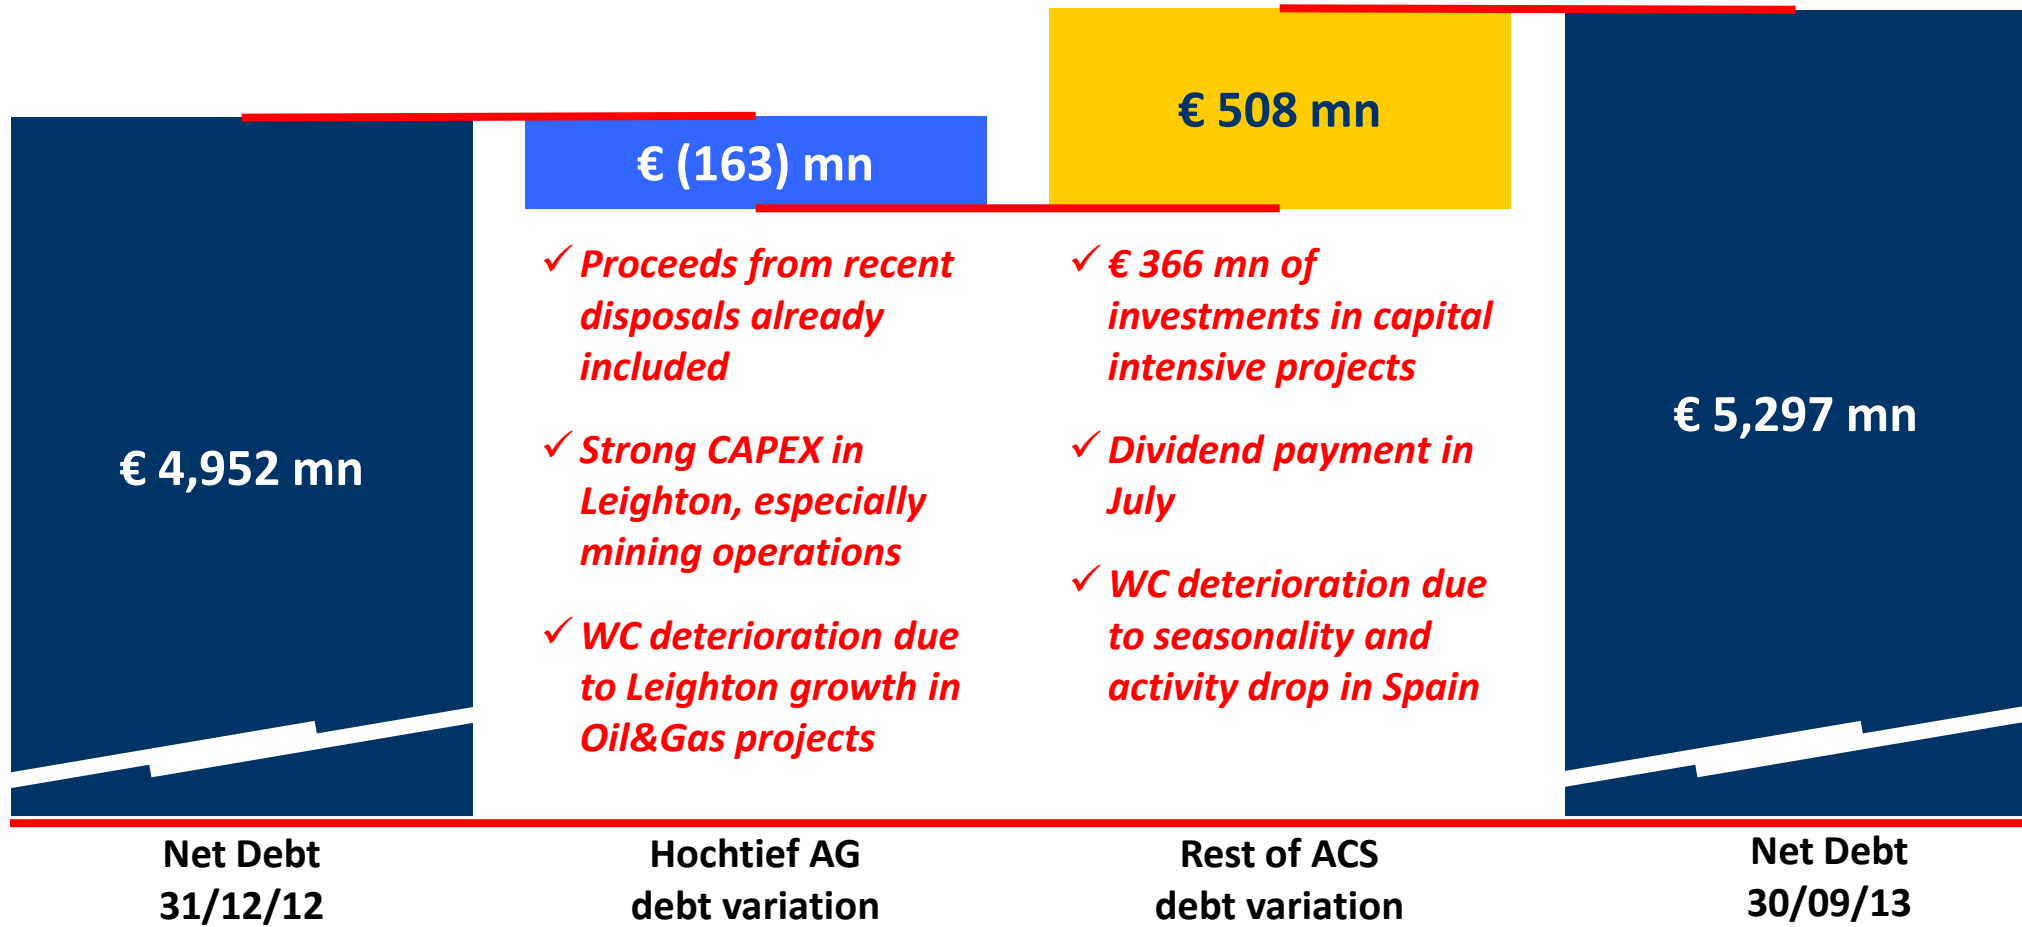 € 4,952 mn
€ (163) mn
✓ Proceeds from recent
disposals already
included
✓ Strong CAPEX in
Leighton, especially
mining operations
✓ WC deterioration due
to Leighton growth in
Oil&Gas projects
€ 508 mn
✓ € 366 mn of
investments in capital
intensive projects
✓ Dividend payment in
July
✓ WC deterioration due
to seasonality and
activity drop in Spain
€ 5,297 mn
Net Debt
31/12/12
Hochtief AG
debt variation
Rest of ACS
debt variation
Net Debt
30/09/13